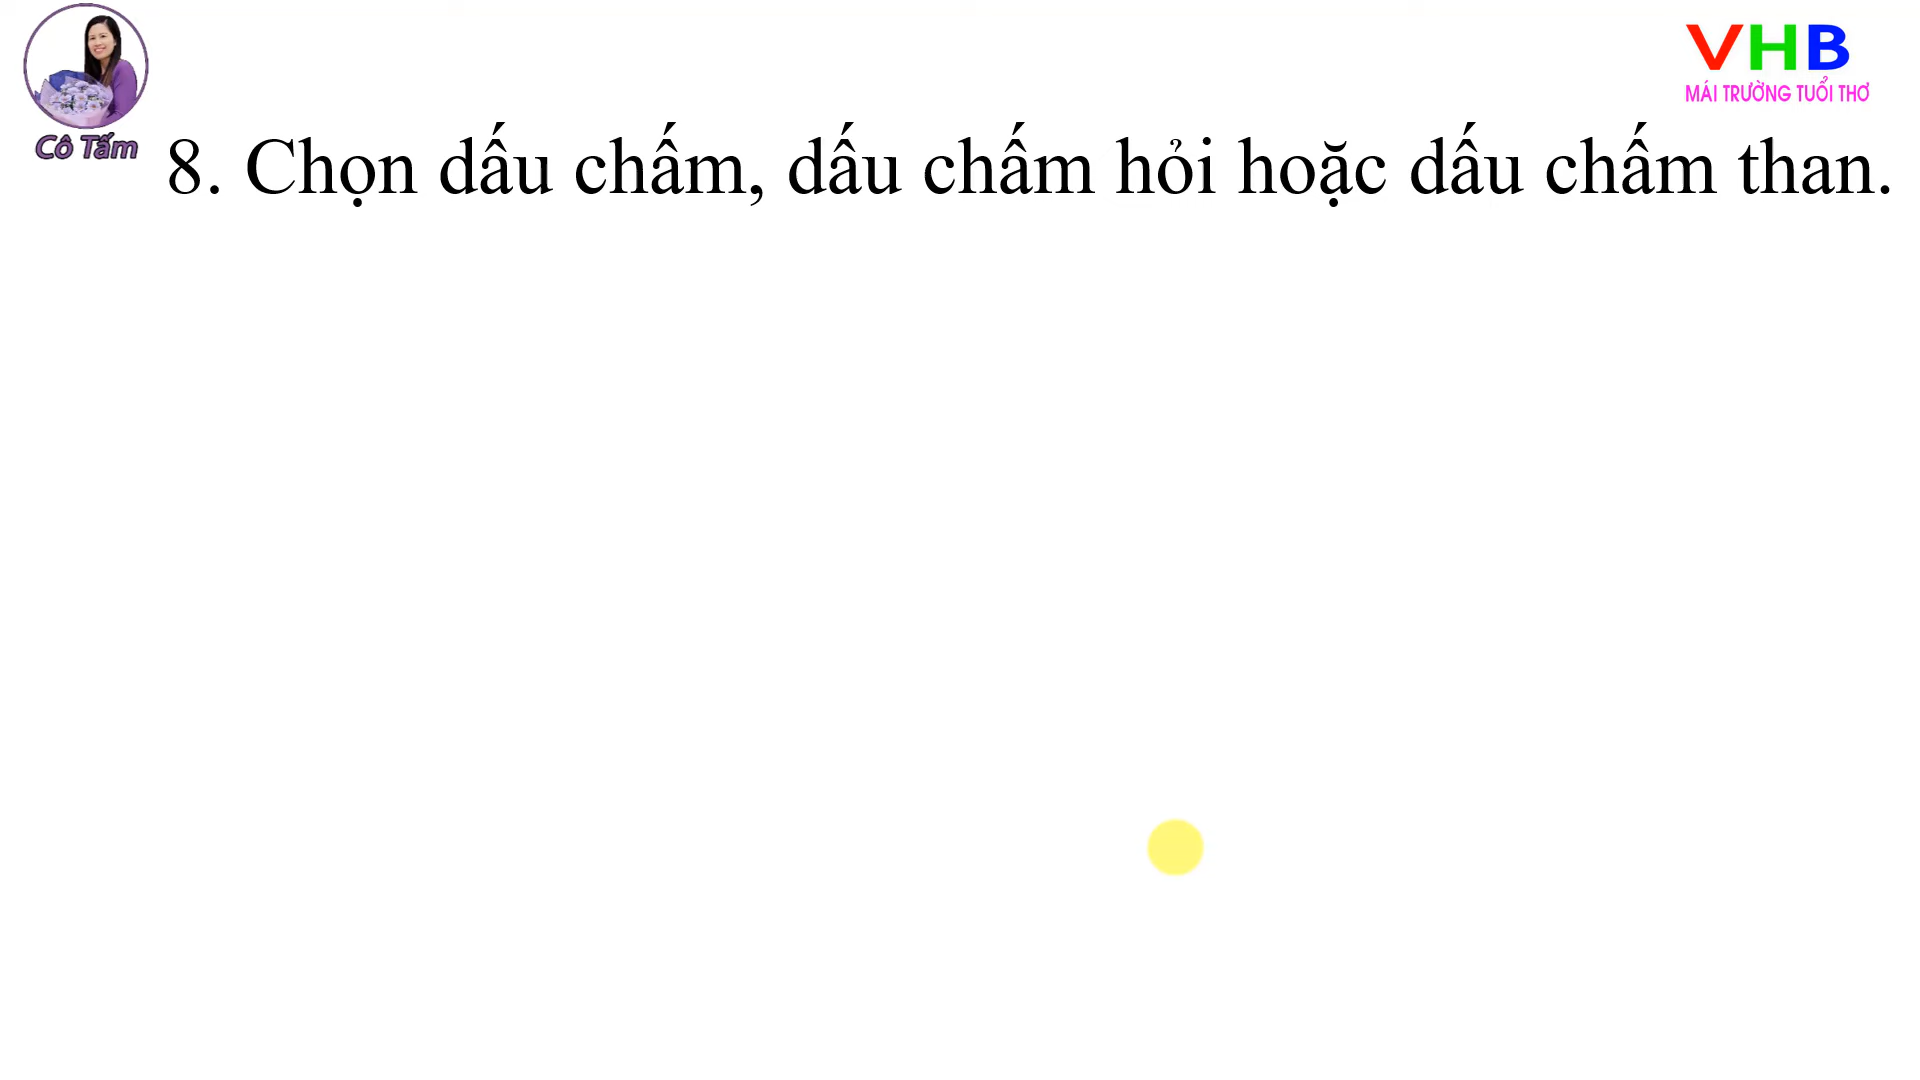 VHB
MÁI TRƯỜNG TUỔI THƠ
Cô Tấm
8. Chọn dấu chấm, dấu chấm hỏi hoặc dấu chấm than.